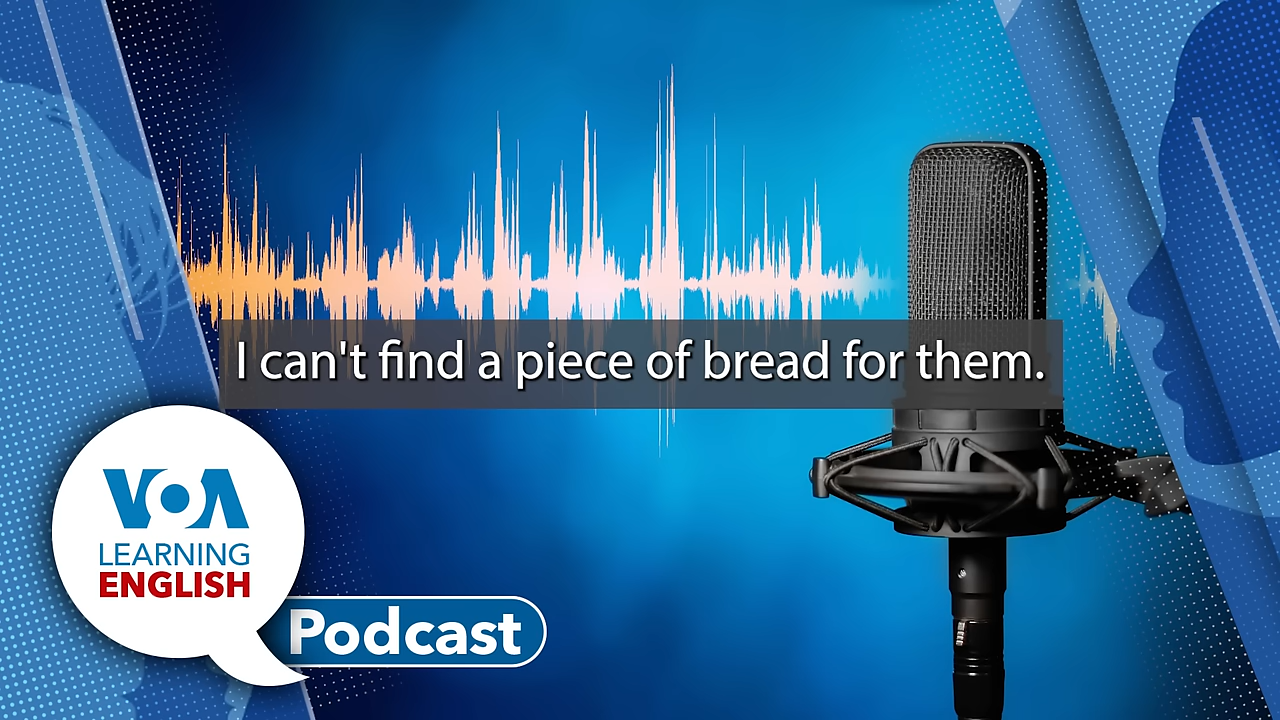 I can't find a piece of bread for them.
VOA
LEARNING
ENGLISH
Podcast